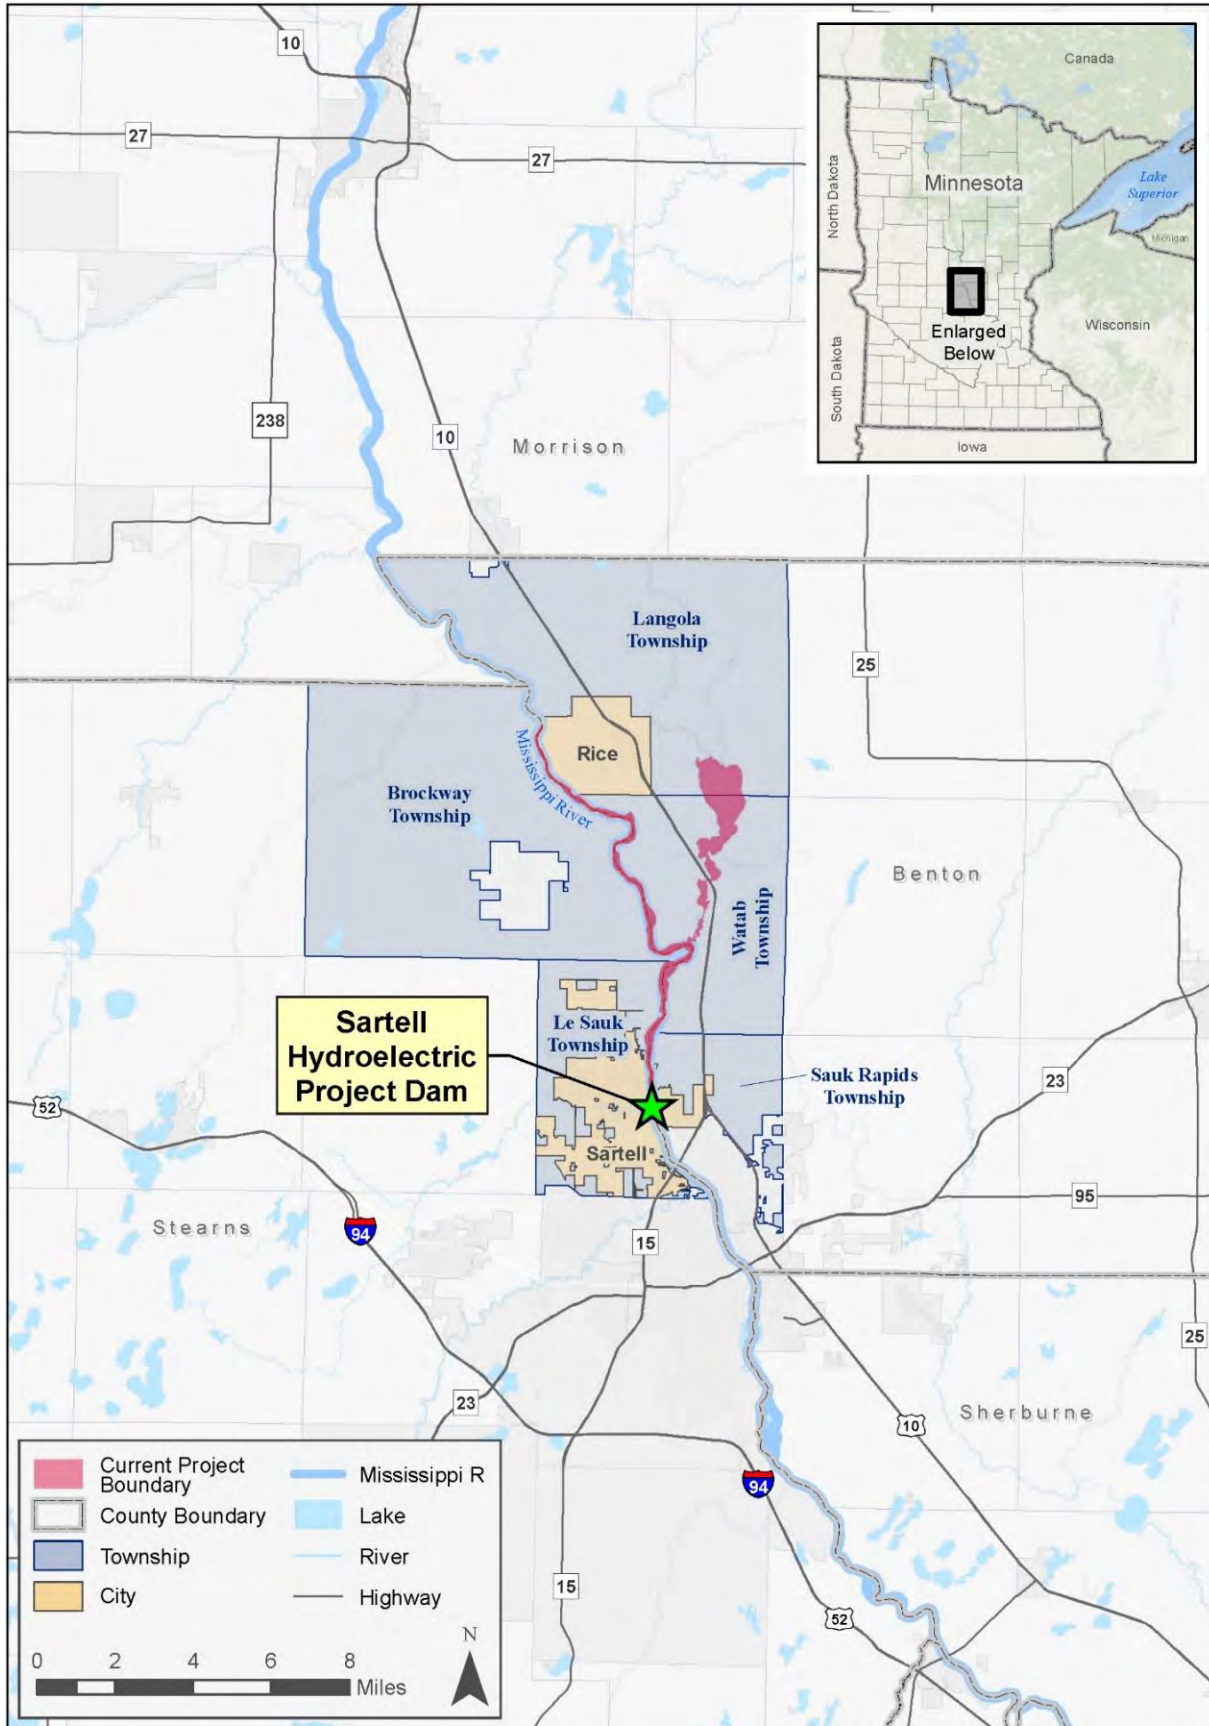 10
27
27
238
10
Morrison
Canada
North Dakota
Minnesota
Lake
Superior
Michigan
Enlarged
Below
Wisconsin
South Dakota
Iowa
Langola
Township
25
Rice
Mississippi River
Brockway
Township
Benton
Watab
Township
Sartell
Hydroelectric
Project Dam
Le Sauk
Township
Sauk Rapids
Township
23
52
Sartell
95
Stearns
94
15
25
23
Sherburne
10
94
15
52
Current Project
Boundary
County Boundary
Township
City
Mississippi R
Lake
River
Highway
0 2 4 6 8
Miles
N